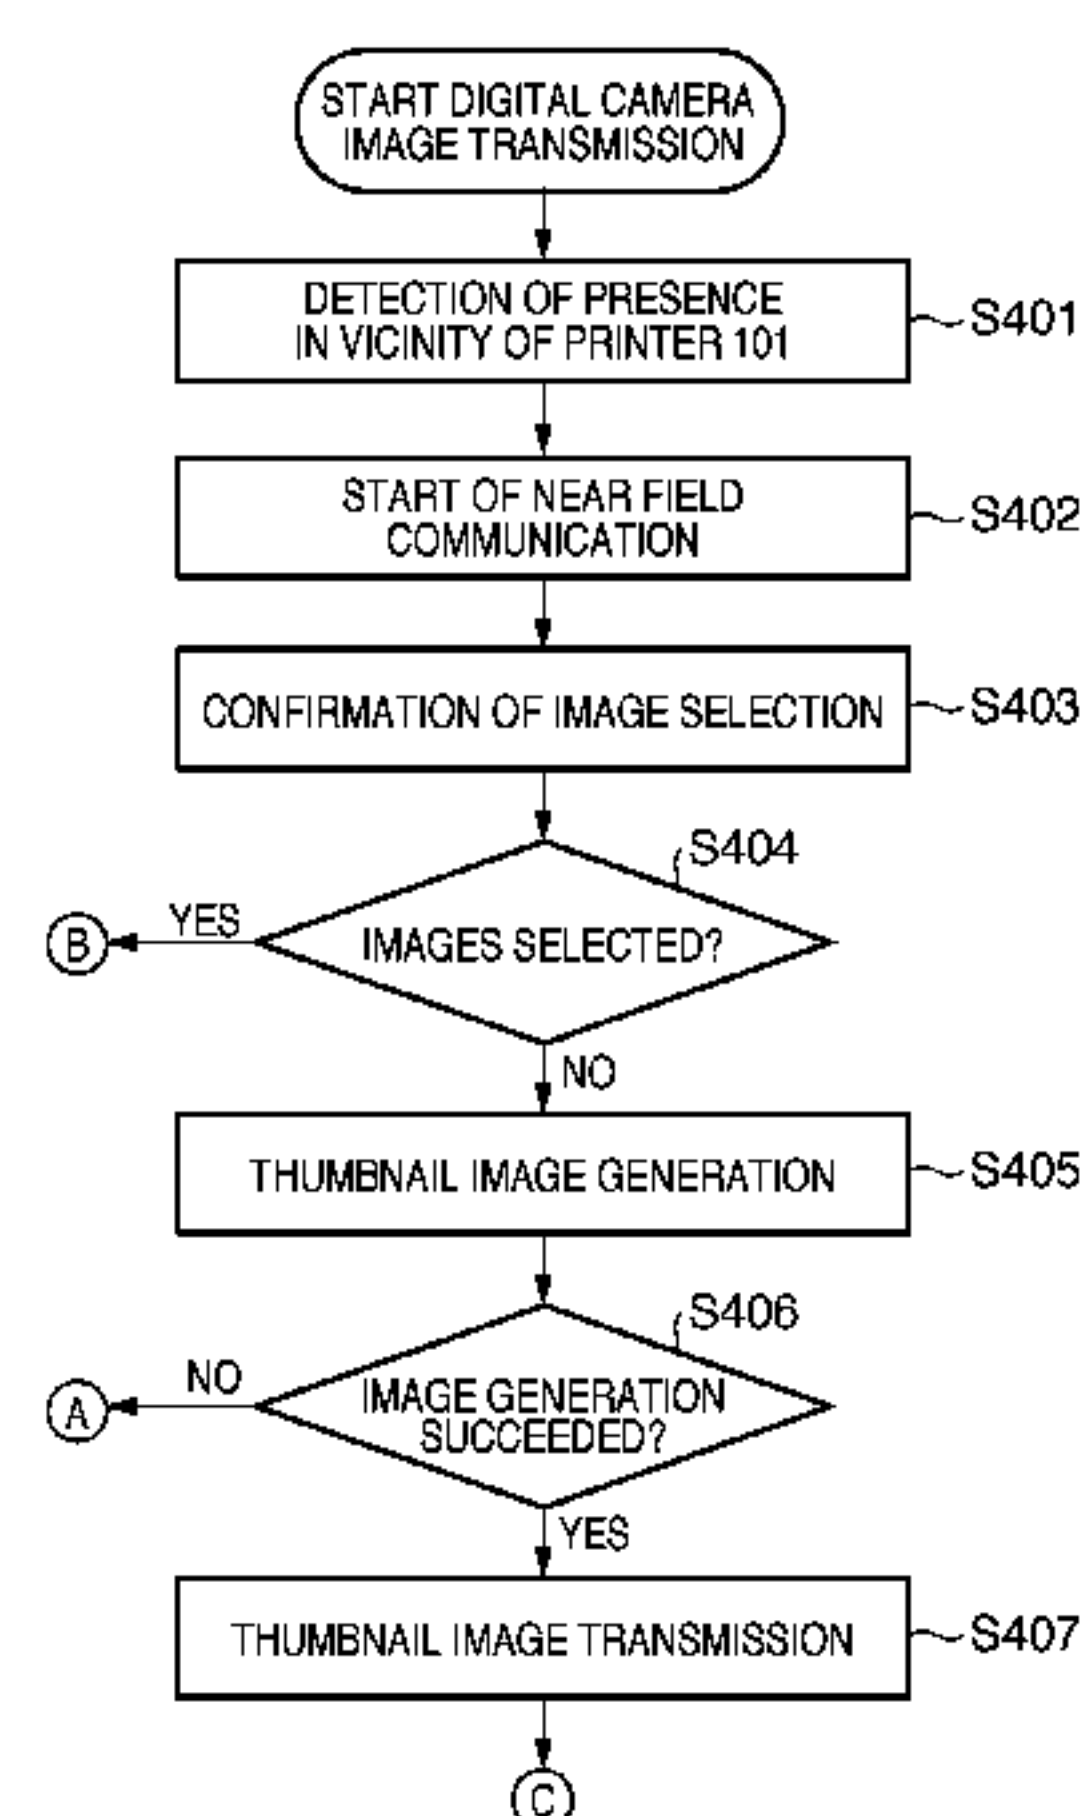 START DIGITAL CAMERA
IMAGE TRANSMISSION
DETECTION OF PRESENCE
IN VICINITY OF PRINTER 101
S401
START OF NEAR FIELD
COMMUNICATION
S402
CONFIRMATION OF IMAGE SELECTION
S403
S404
IMAGES SELECTED?
YES
B
NO
THUMBNAIL IMAGE GENERATION
S405
S406
IMAGE GENERATION
SUCCEEDED?
NO
A
YES
THUMBNAIL IMAGE TRANSMISSION
S407
C